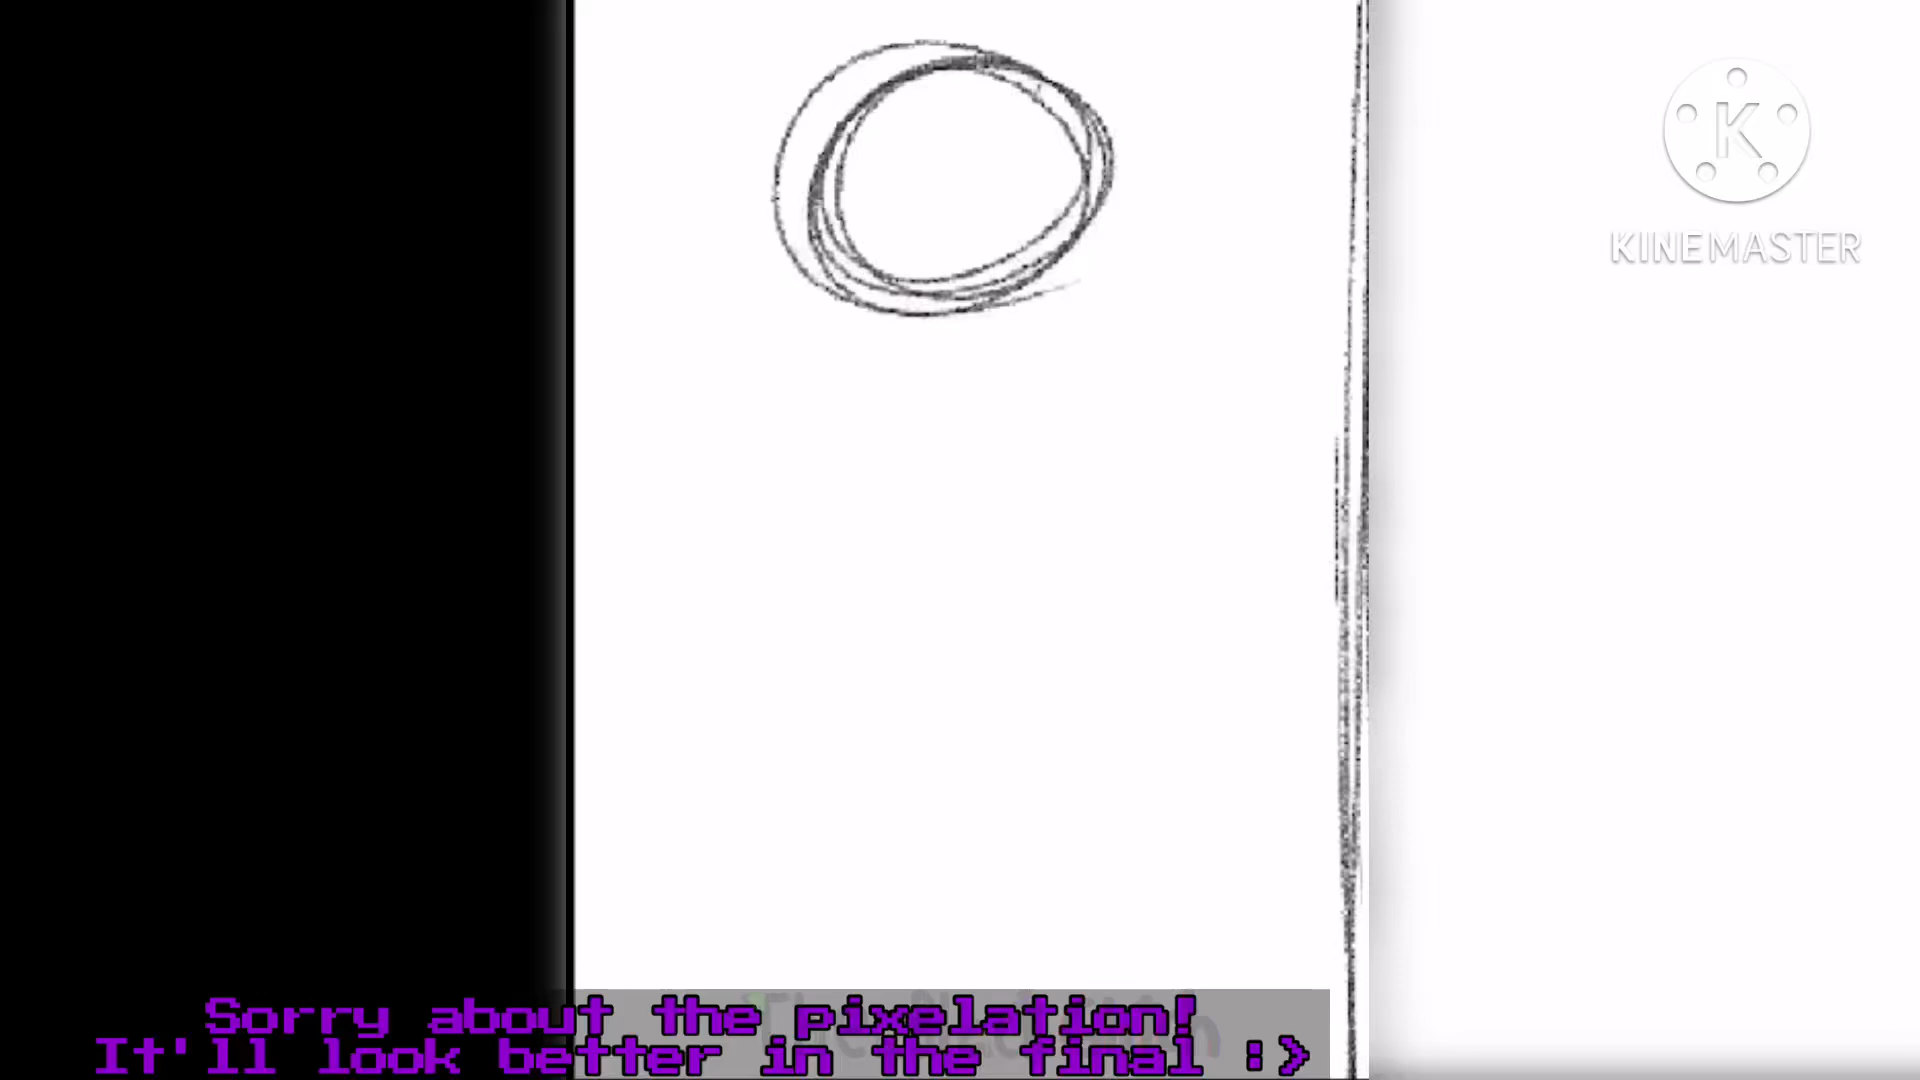 K
KINEMASTER
Sorry about the pixelation!
It'll look better in the final :>